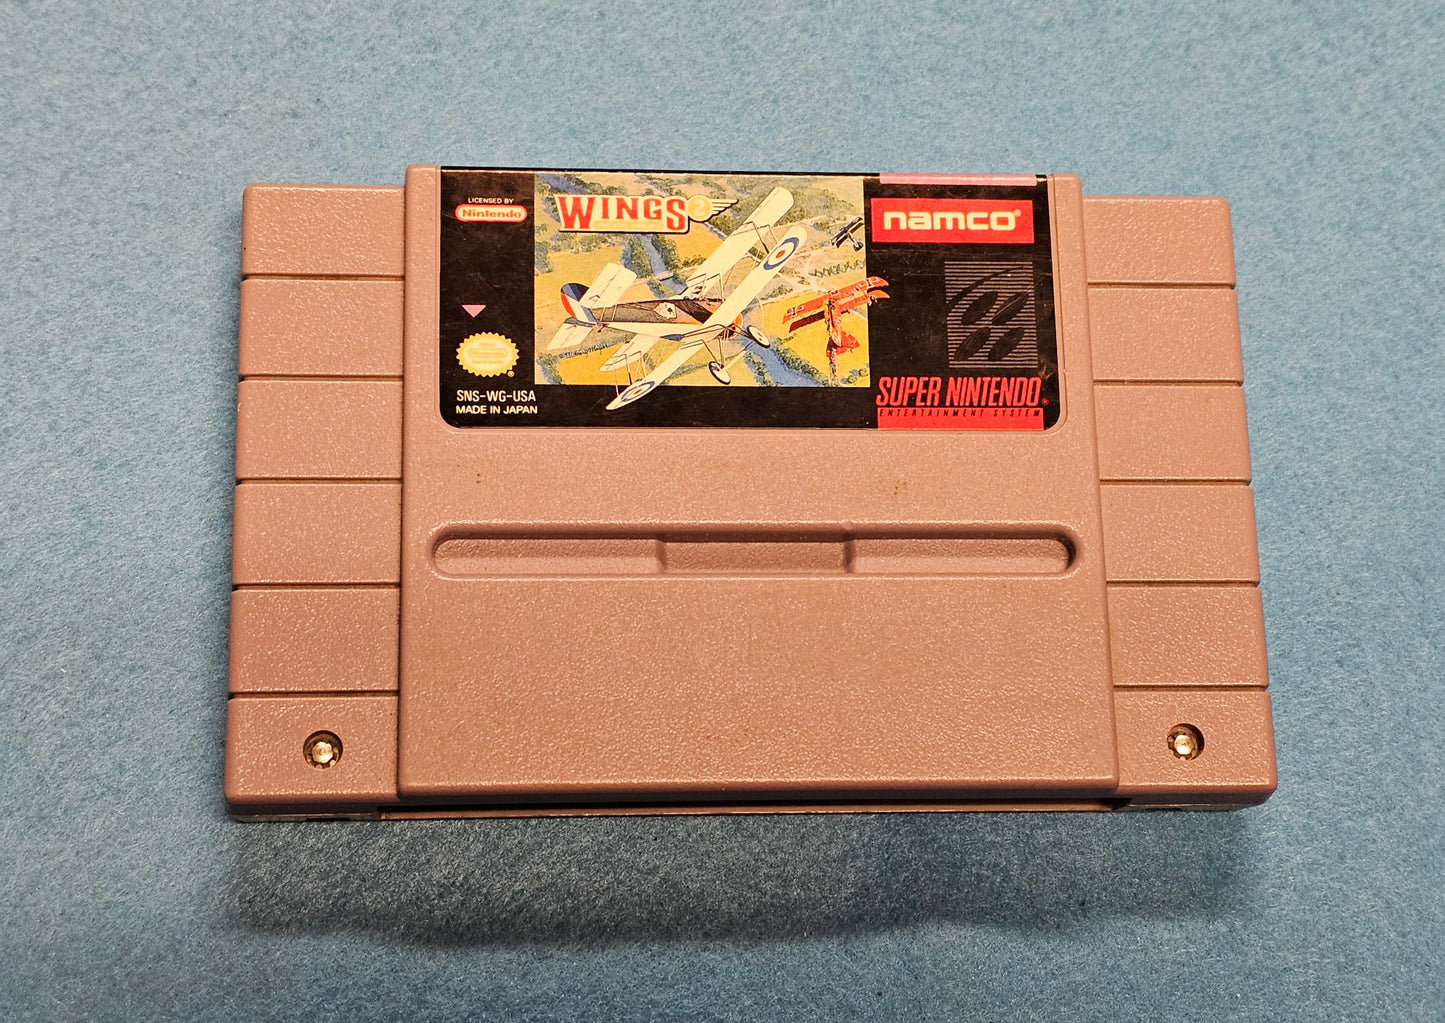 LICENSED BY
Nintendo
WINGS 2
namco®
SNS-WG-USA
MADE IN JAPAN
SUPER NINTENDO®
ENTERTAINMENT SYSTEM